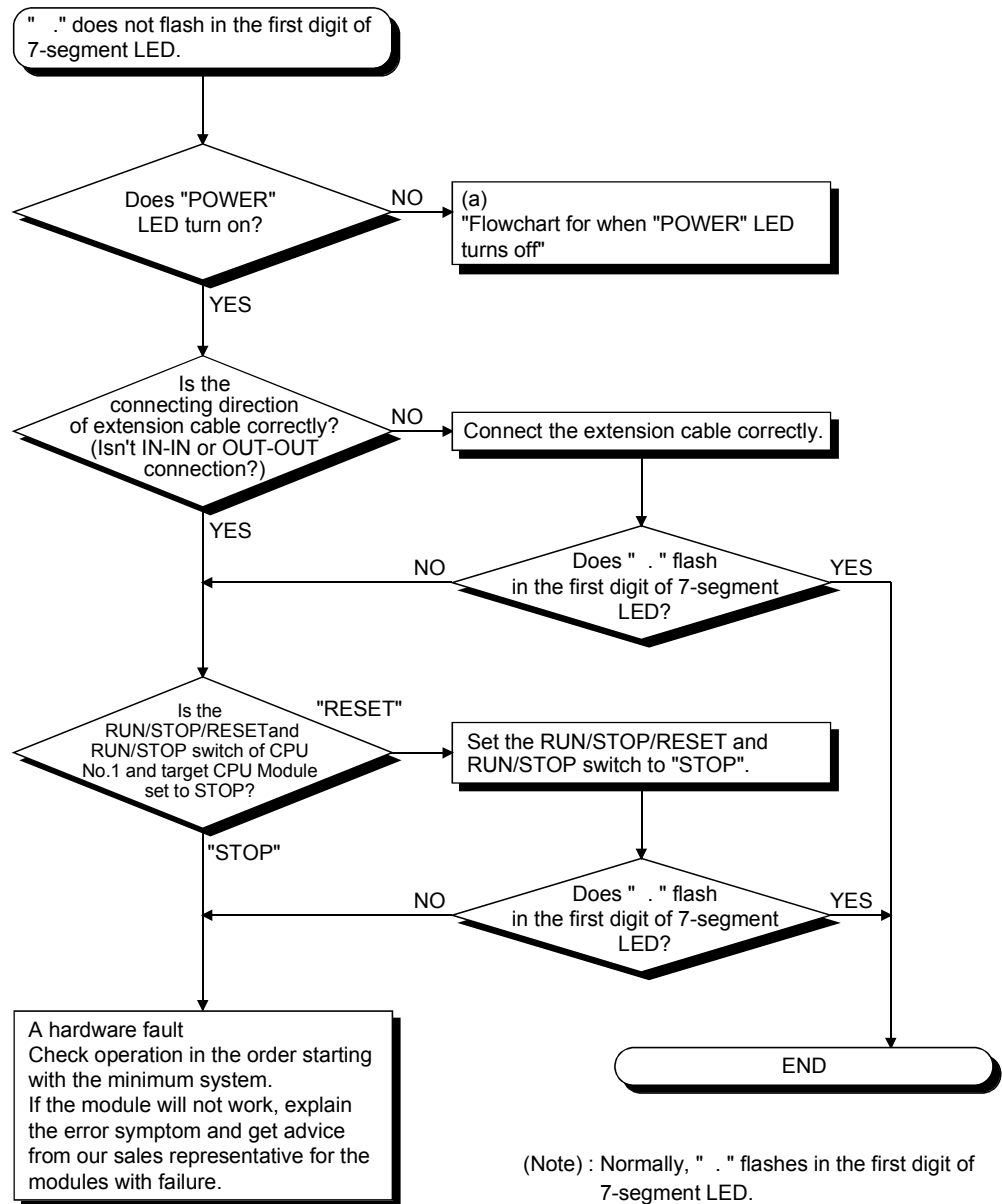 "   ." does not flash in the first digit of
7-segment LED.
Does "POWER"
LED turn on?
NO
(a)
"Flowchart for when "POWER" LED
turns off"
YES
Is the
connecting direction
of extension cable correctly?
(Isn't IN-IN or OUT-OUT
connection?)
NO
Connect the extension cable correctly.
YES
NO
Does "  . " flash
in the first digit of 7-segment
LED?
YES
Is the
RUN/STOP/RESETand
RUN/STOP switch of CPU
No.1 and target CPU Module
set to STOP?
"RESET"
Set the RUN/STOP/RESET and
RUN/STOP switch to "STOP".
"STOP"
NO
Does "  . " flash
in the first digit of 7-segment
LED?
YES
A hardware fault
Check operation in the order starting
with the minimum system.
If the module will not work, explain
the error symptom and get advice
from our sales representative for the
modules with failure.
END
(Note) : Normally, "  . " flashes in the first digit of
7-segment LED.